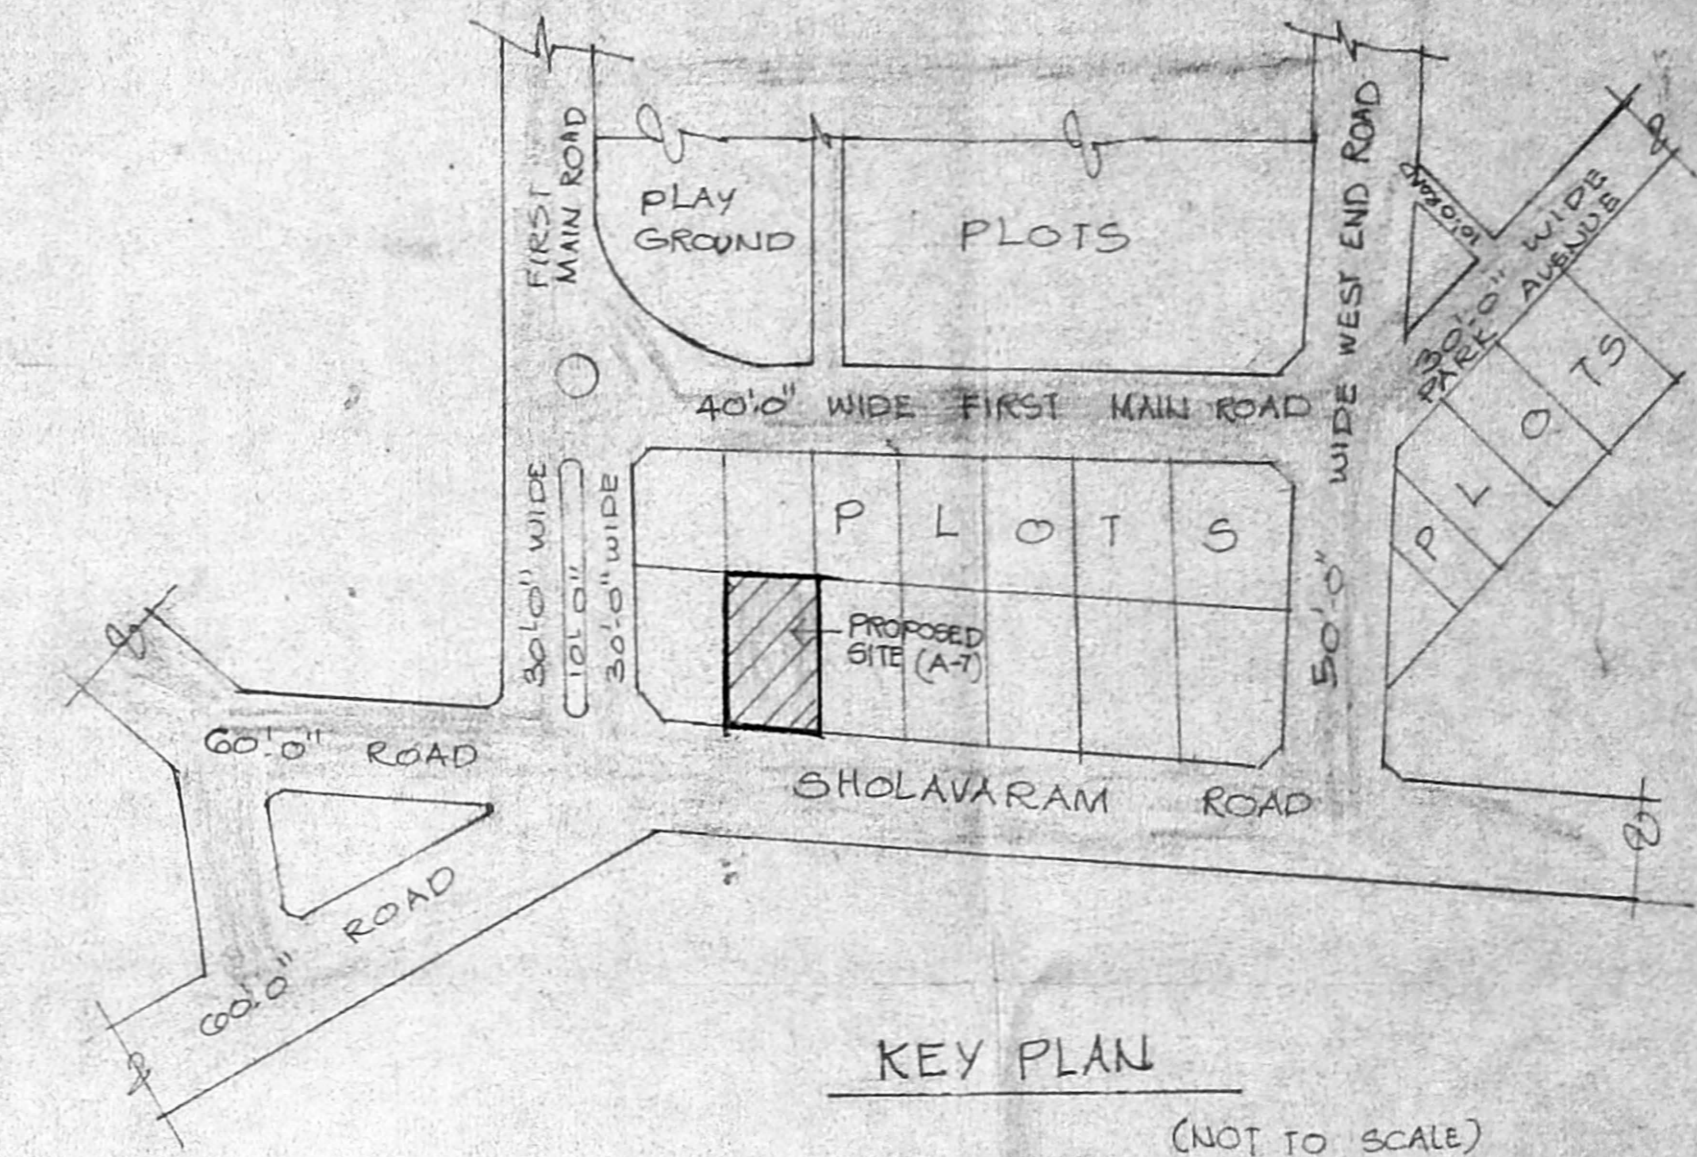 FIRST
MAIN ROAD
PLAY
GROUND
PLOTS
50'-0" WIDE WEST END ROAD
10'0 ROAD
30'-0" WIDE
PARK AVENUE
40'0" WIDE FIRST MAIN ROAD
30'-0" WIDE
10'-0"
30'-0" WIDE
P L O T S
P L O T S
PROPOSED
SITE (A-7)
60'-0" ROAD
SHOLAVARAM ROAD
60'-0" ROAD
KEY PLAN
(NOT TO SCALE)